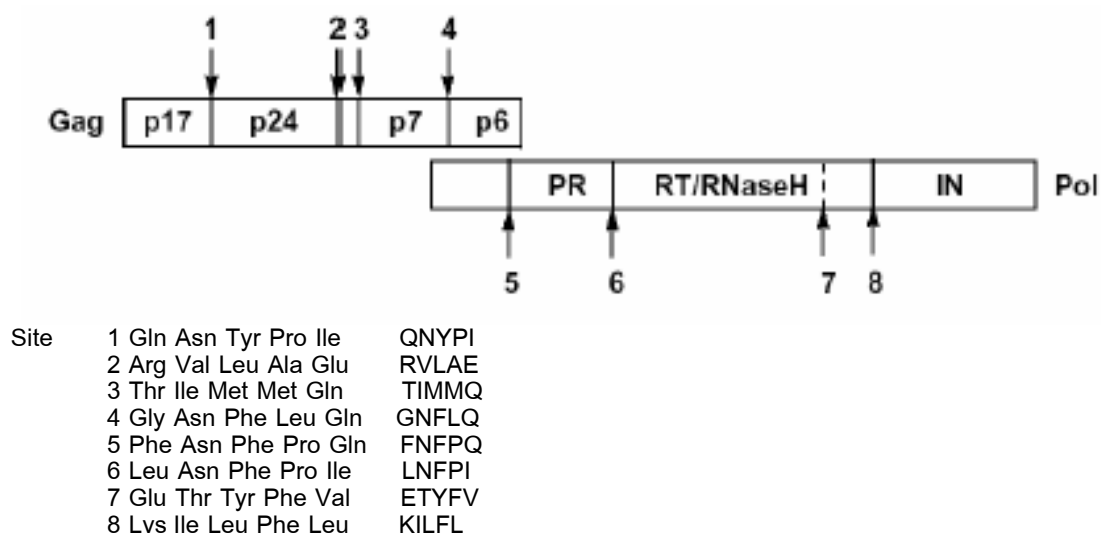 1 2 3 4
Gag p17 p24 p7 p6
PR RT/RNaseH IN Pol
5 6 7 8
Site 1 Gln Asn Tyr Pro Ile QNYPI
2 Arg Val Leu Ala Glu RVLAE
3 Thr Ile Met Met Gln TIMMQ
4 Gly Asn Phe Leu Gln GNFLQ
5 Phe Asn Phe Pro Gln FNFPQ
6 Leu Asn Phe Pro Ile LNFPI
7 Glu Thr Tyr Phe Val ETYFV
8 Lys Ile Leu Phe Leu KILFL